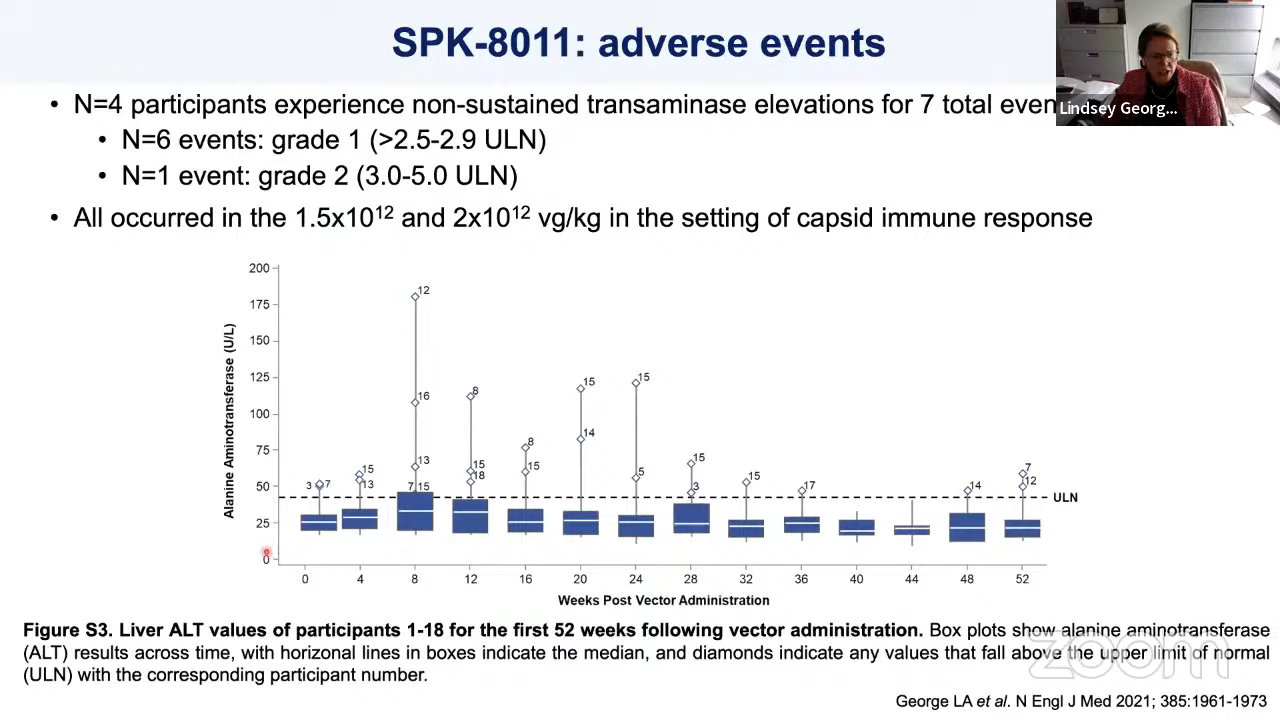 SPK-8011: adverse events
Lindsey Georg...
• N=4 participants experience non-sustained transaminase elevations for 7 total even
• N=6 events: grade 1 (>2.5-2.9 ULN)
• N=1 event: grade 2 (3.0-5.0 ULN)
• All occurred in the 1.5x10¹² and 2x10¹² vg/kg in the setting of capsid immune response
Alanine Aminotransferase (U/L)
200
175
150
125
100
75
50
25
0
3 7
15
13
12
16
13
7 15
8
15
18
8
15
15
14
15
5
15
3
15
17
14
7
12
ULN
0 4 8 12 16 20 24 28 32 36 40 44 48 52
Weeks Post Vector Administration
Figure S3. Liver ALT values of participants 1-18 for the first 52 weeks following vector administration. Box plots show alanine aminotransferase
(ALT) results across time, with horizonal lines in boxes indicate the median, and diamonds indicate any values that fall above the upper limit of normal
(ULN) with the corresponding participant number.
zoom
George LA et al. N Engl J Med 2021; 385:1961-1973